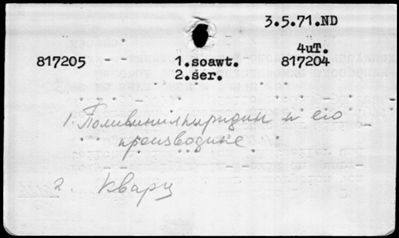 3.5.71.ND
4uT.
817205 1.soawt. 817204
2.ser.
1. Поливинилпиридин и его
производные
2. Кварц